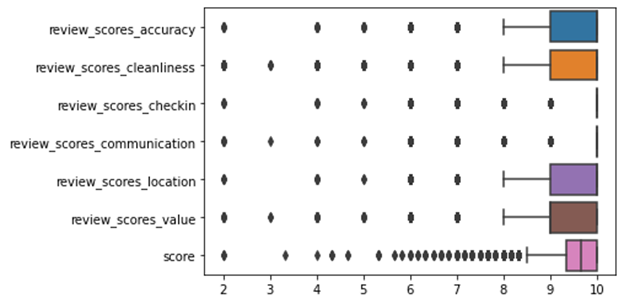 review_scores_accuracy
review_scores_cleanliness
review_scores_checkin
review_scores_communication
review_scores_location
review_scores_value
score
2 3 4 5 6 7 8 9 10